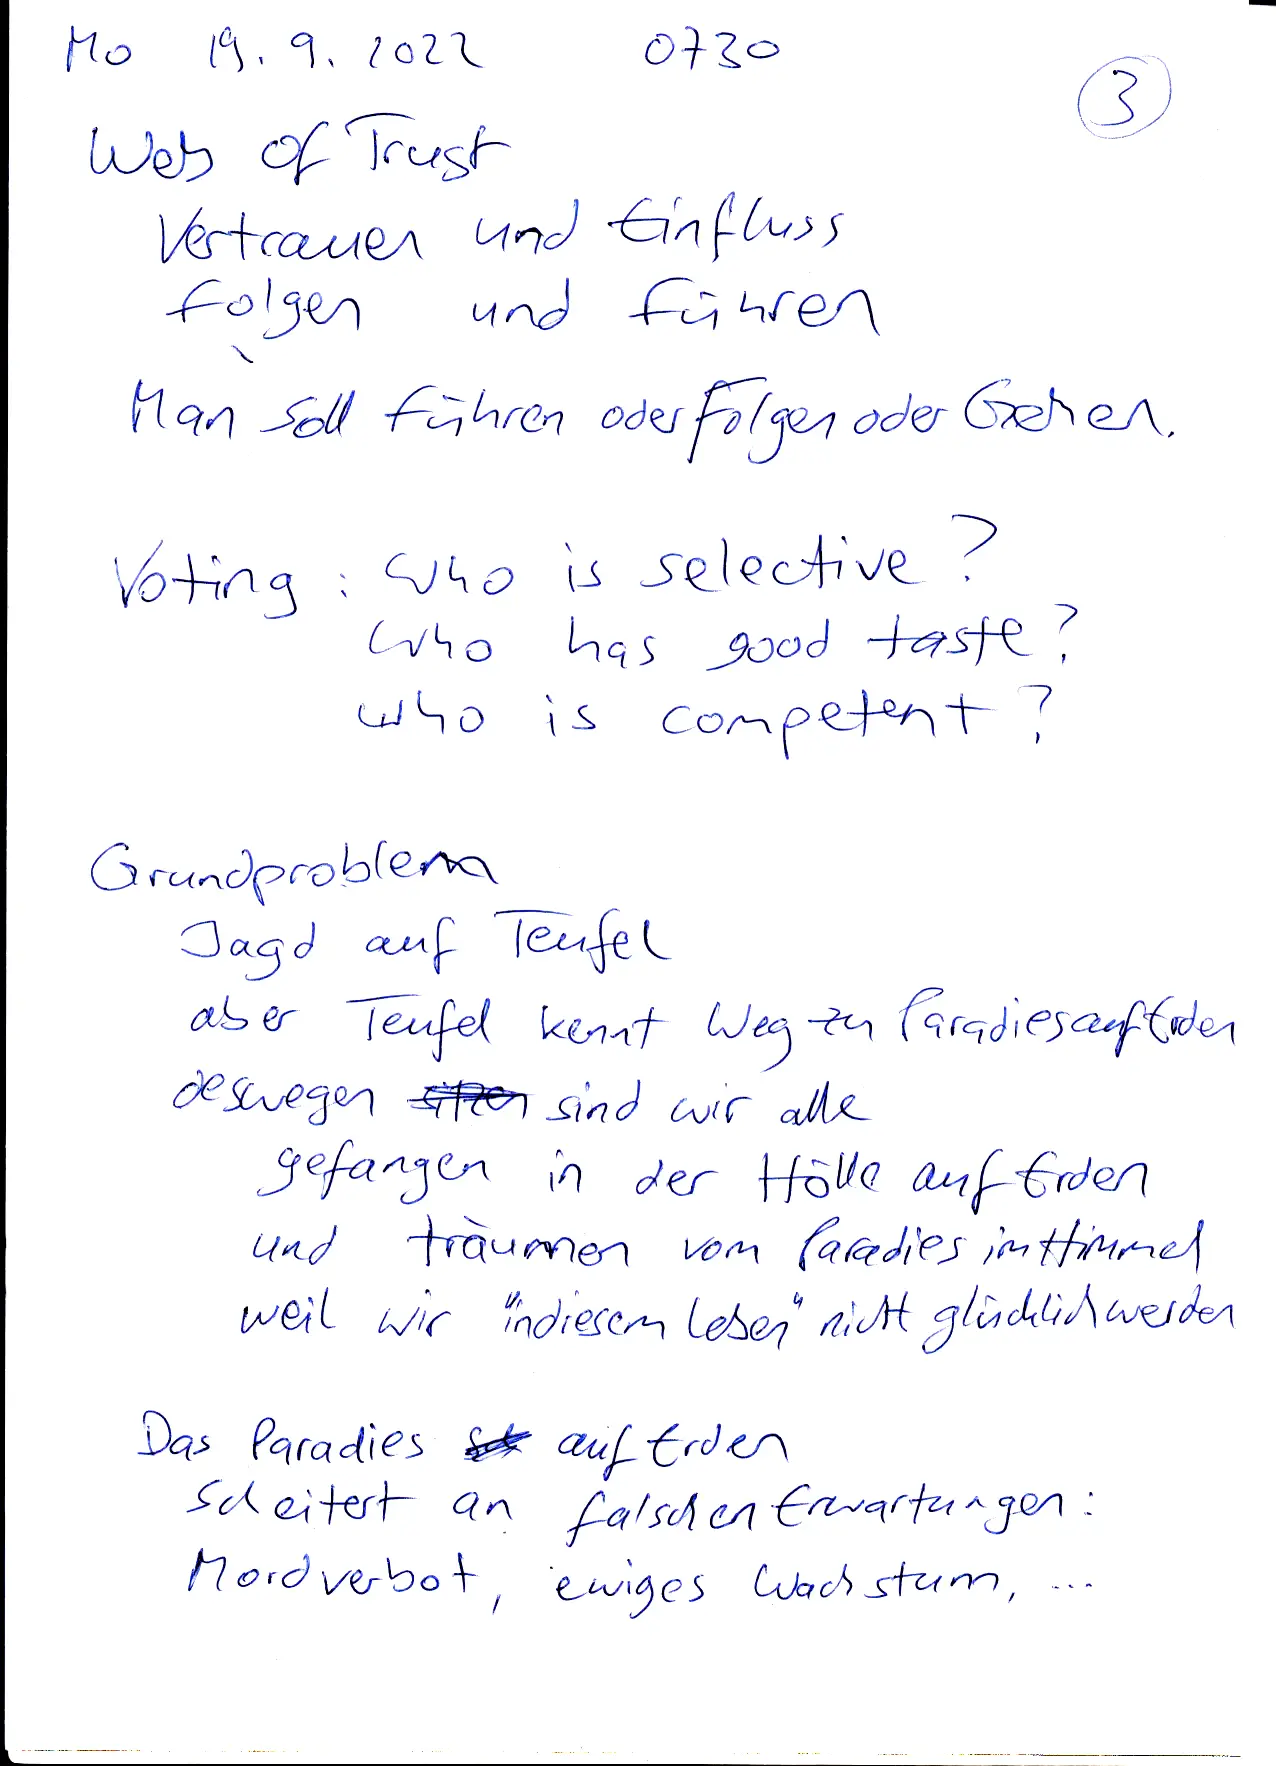 Mo 19.9.2022 0730
3
Web of Trust
Vertrauen und Einfluss
Folgen und Führen
Man soll Führen oder Folgen oder Gehen.
Voting: Who is selective?
Who has good taste?
who is competent?
Grundproblem
Jagd auf Teufel
aber Teufel kennt Weg zu Paradies auf Erden
deswegen sind wir alle
gefangen in der Hölle auf Erden
und träumen vom Paradies im Himmel
weil wir "in diesem Leben" nicht glücklich werden
Das Paradies auf Erden
scheitert an falschen Erwartungen:
Mordverbot, ewiges Wachstum, ...